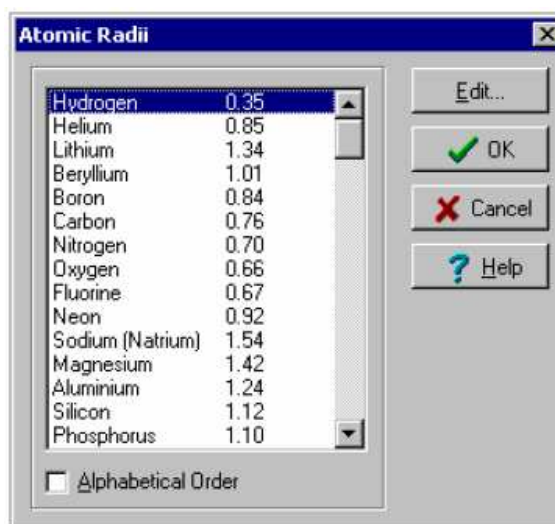 Atomic Radii
Hydrogen 0.35
Helium 0.85
Lithium 1.34
Beryllium 1.01
Boron 0.84
Carbon 0.76
Nitrogen 0.70
Oxygen 0.66
Fluorine 0.67
Neon 0.92
Sodium (Natrium) 1.54
Magnesium 1.42
Aluminium 1.24
Silicon 1.12
Phosphorus 1.10
Alphabetical Order
Edit...
OK
Cancel
Help